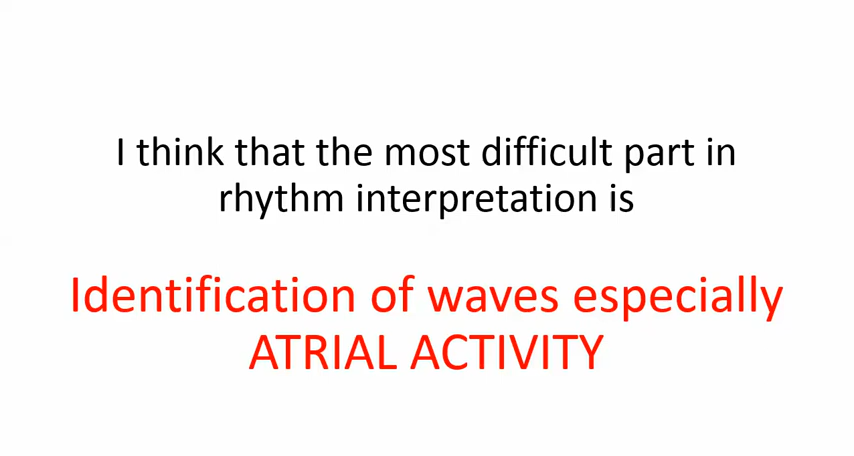 I think that the most difficult part in
rhythm interpretation is
Identification of waves especially
ATRIAL ACTIVITY